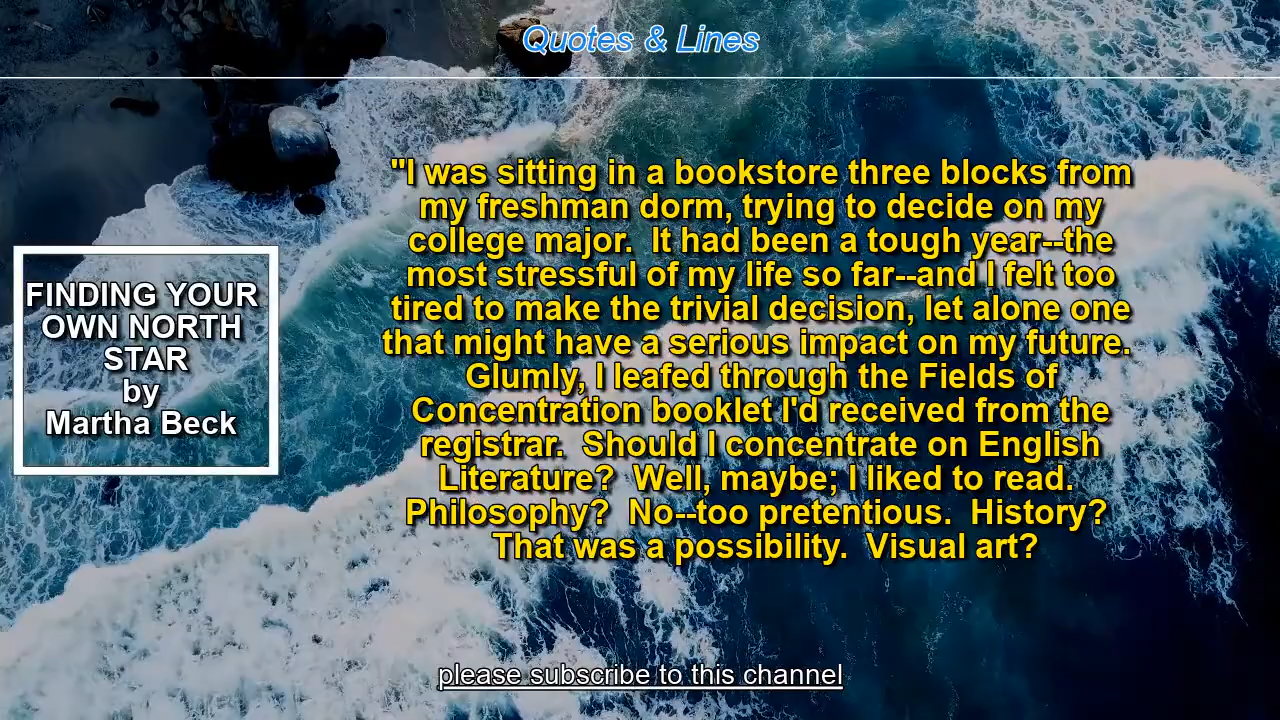 Quotes & Lines
FINDING YOUR
OWN NORTH
STAR
by
Martha Beck
"I was sitting in a bookstore three blocks from
my freshman dorm, trying to decide on my
college major.  It had been a tough year--the
most stressful of my life so far--and I felt too
tired to make the trivial decision, let alone one
that might have a serious impact on my future.
Glumly, I leafed through the Fields of
Concentration booklet I'd received from the
registrar.  Should I concentrate on English
Literature?  Well, maybe; I liked to read.
Philosophy?  No--too pretentious.  History?
That was a possibility.  Visual art?
please subscribe to this channel